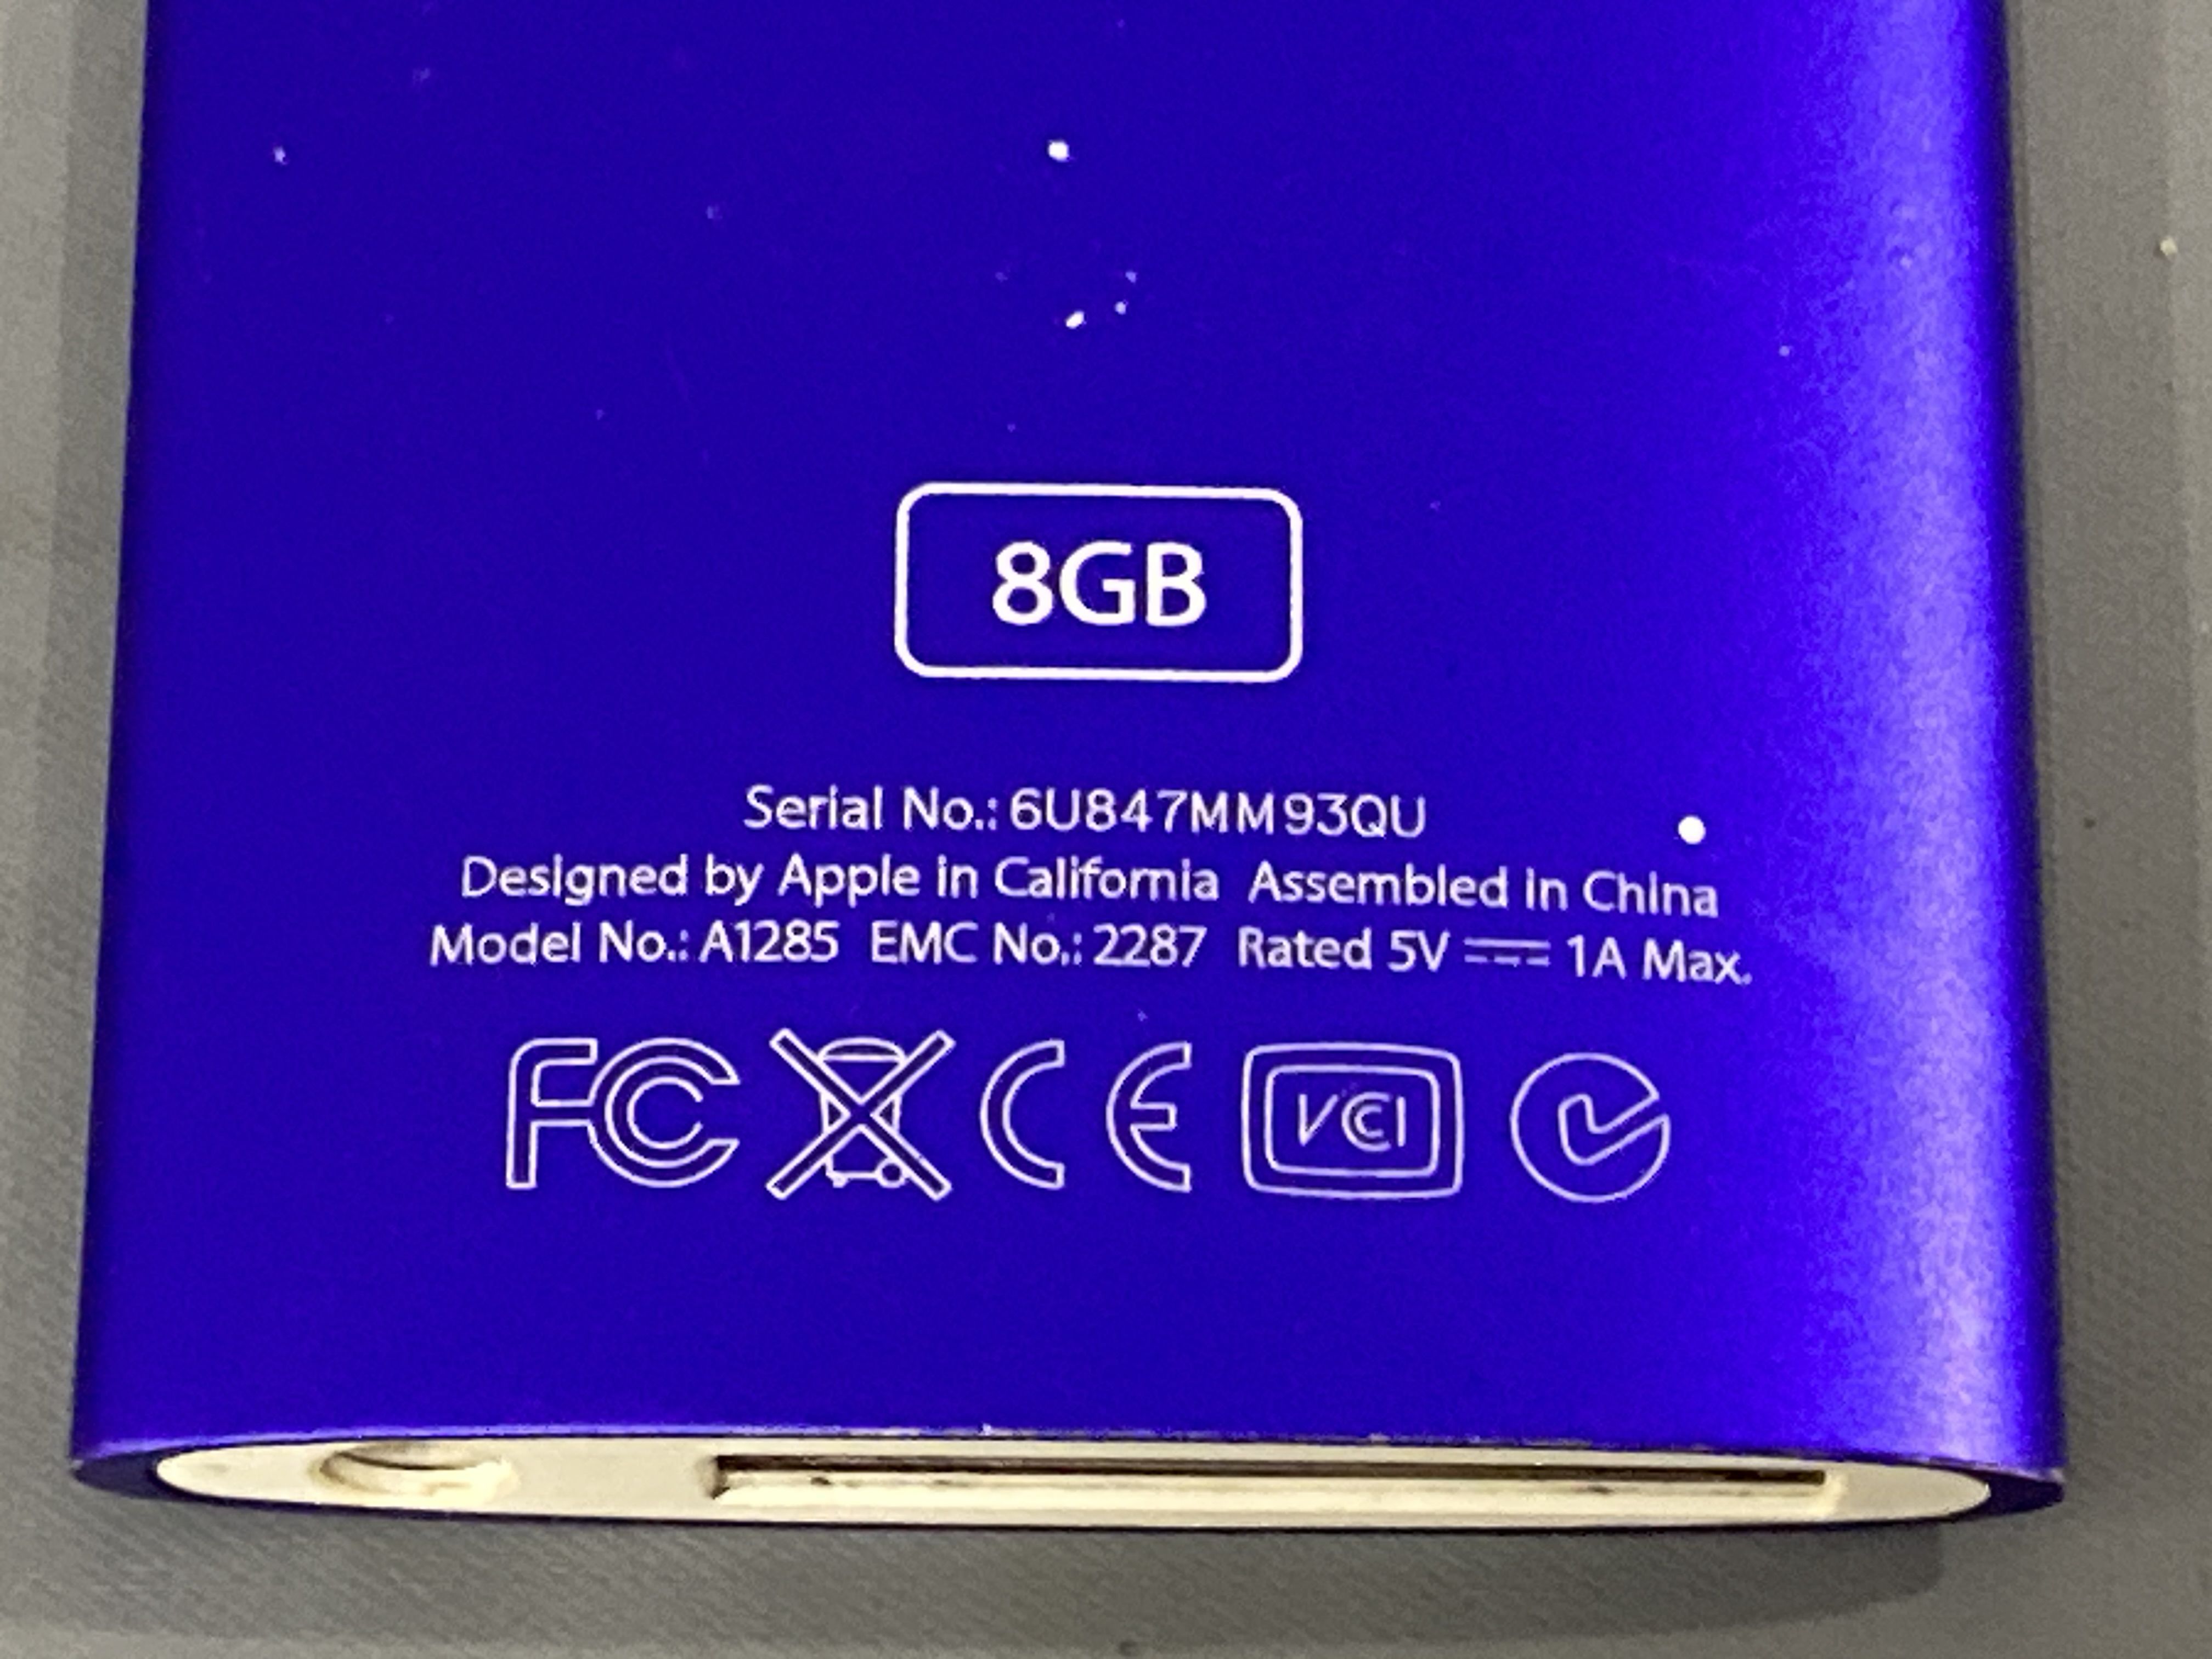 8GB
Serial No.: 6U847MM93QU
Designed by Apple in California Assembled in China
Model No.: A1285 EMC No.: 2287 Rated 5V ⎓ 1A Max.
FC CE VCI